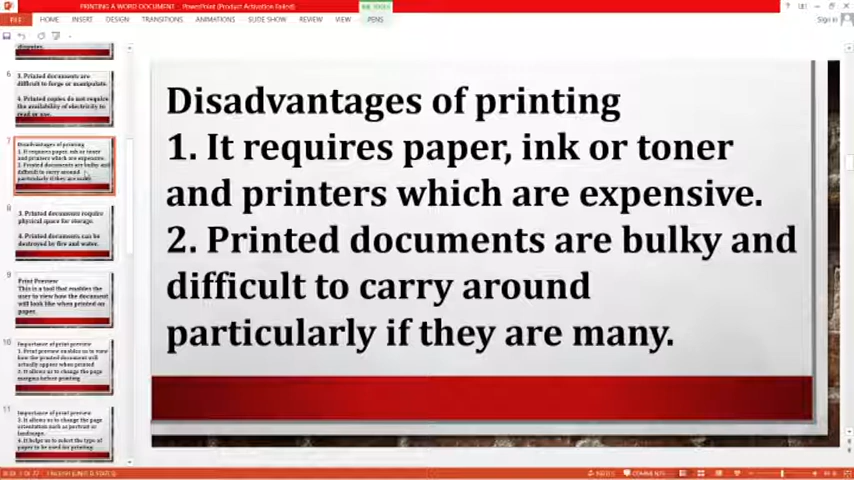 PRINTING A WORD DOCUMENT - PowerPoint (Product Activation Failed)
FILE HOME INSERT DESIGN TRANSITIONS ANIMATIONS SLIDE SHOW REVIEW VIEW PENS
Sign in
6
3. Printed documents are
difficult to forge or manipulate.
4. Printed copies do not require
the availability of electricity to
read or use.
7
Disadvantages of printing
1. It requires paper, ink or toner
and printers which are expensive.
2. Printed documents are bulky and
difficult to carry around
particularly if they are many.
8
3. Printed documents require
physical space for storage.
4. Printed documents can be
destroyed by fire and water.
9
Print Preview
This is a tool that enables the
user to view how the document
will look like when printed on
paper.
10
Importance of print preview
1. Print preview enables us to view
how the printed document will
actually appear when printed
2. It allows us to change the page
margins before printing
11
Importance of print preview
3. It allows us to change the page
orientation such as portrait or
landscape.
4. It helps us to select the type of
paper to be used for printing
Disadvantages of printing
1. It requires paper, ink or toner
and printers which are expensive.
2. Printed documents are bulky and
difficult to carry around
particularly if they are many.
NOTES COMMENTS